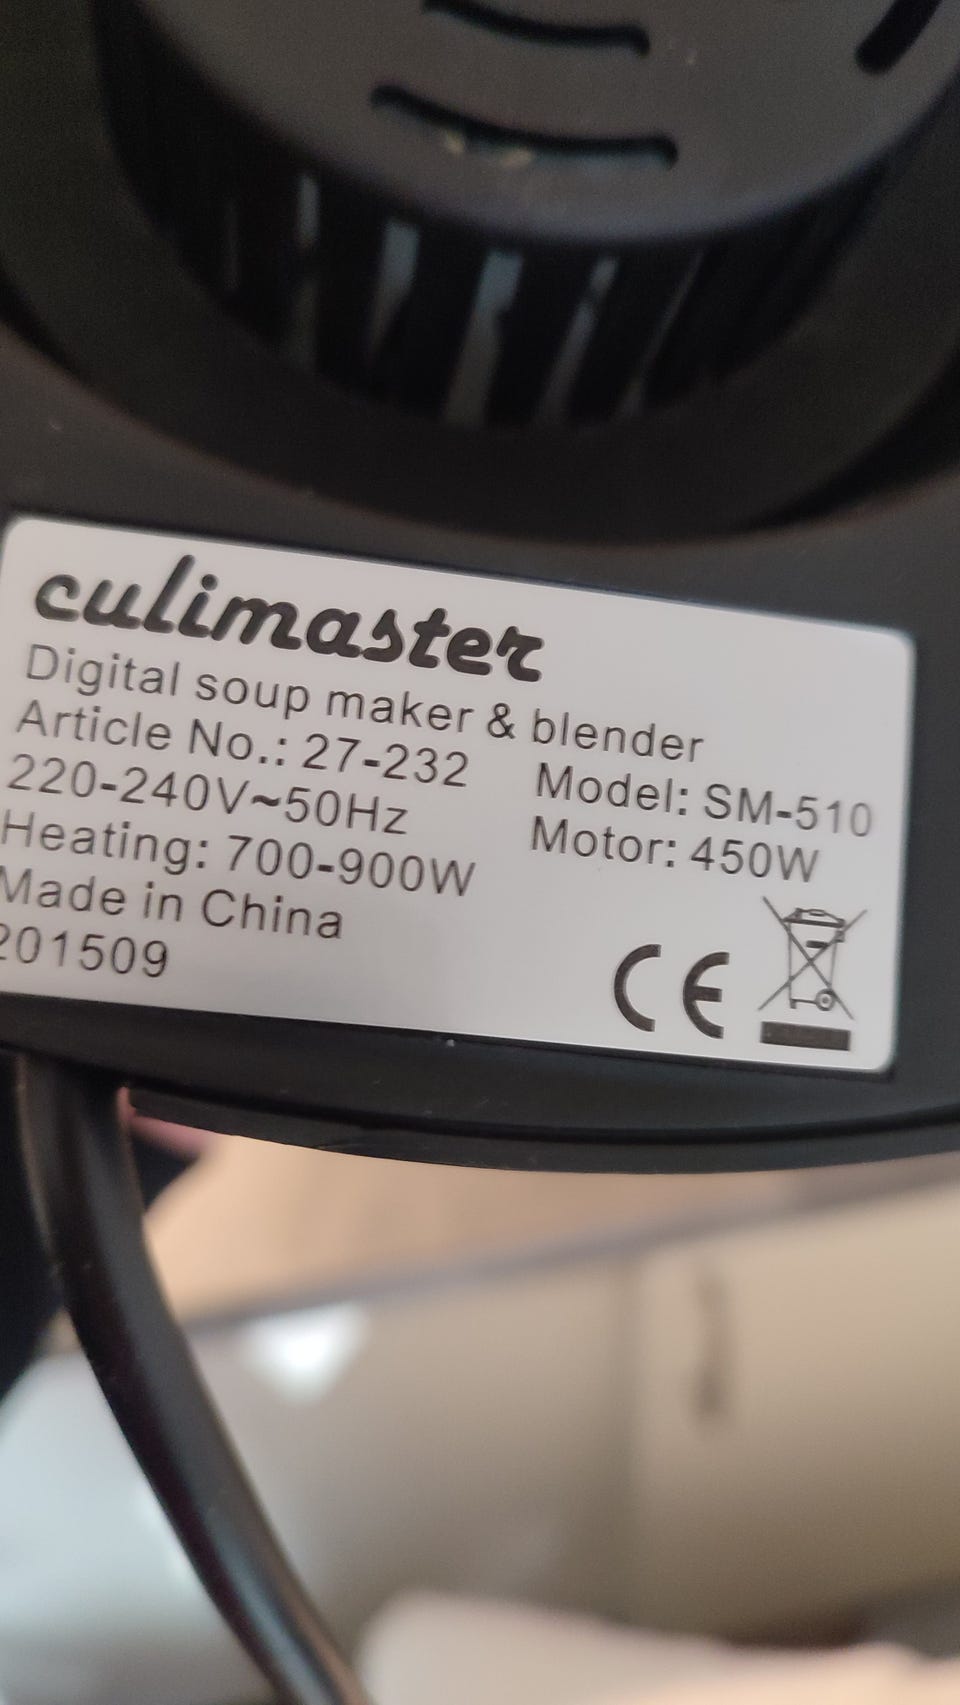 culimaster
Digital soup maker & blender
Article No.: 27-232 Model: SM-510
220-240V~50Hz Motor: 450W
Heating: 700-900W
Made in China
201509
CE